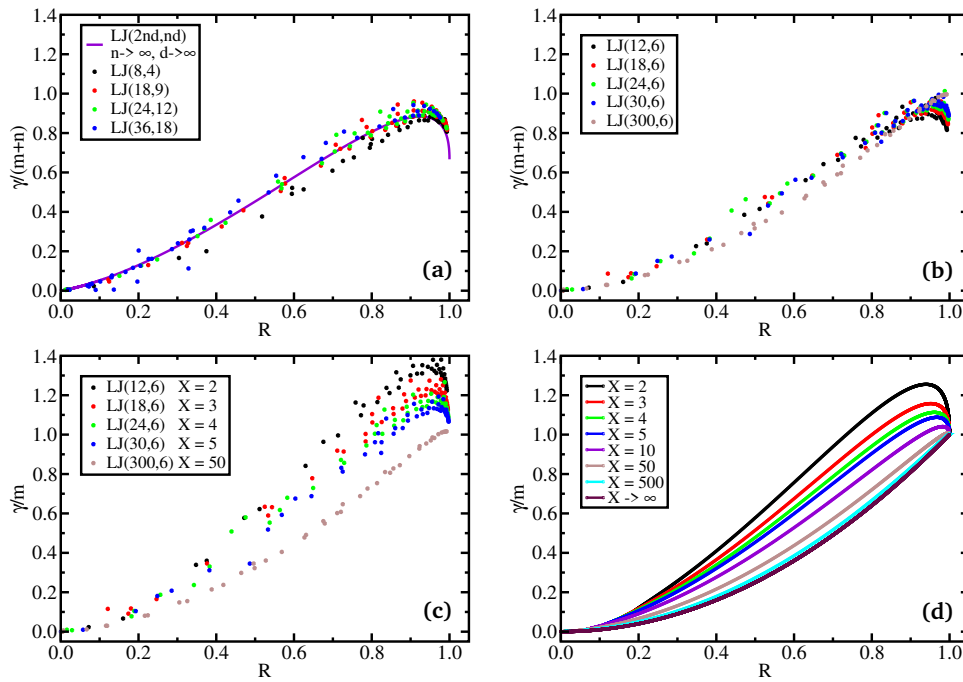 1.4
1.2
1.0
0.8
0.6
0.4
0.2
0.0
γ/(m+n)
LJ(2nd,nd)
n-> ∞, d->∞
LJ(8,4)
LJ(18,9)
LJ(24,12)
LJ(36,18)
(a)
0.0 0.2 0.4 0.6 0.8 1.0
R
1.4
1.2
1.0
0.8
0.6
0.4
0.2
0.0
γ/(m+n)
LJ(12,6)
LJ(18,6)
LJ(24,6)
LJ(30,6)
LJ(300,6)
(b)
0.0 0.2 0.4 0.6 0.8 1.0
R
1.4
1.2
1.0
0.8
0.6
0.4
0.2
0.0
γ/m
LJ(12,6) X = 2
LJ(18,6) X = 3
LJ(24,6) X = 4
LJ(30,6) X = 5
LJ(300,6) X = 50
(c)
0.0 0.2 0.4 0.6 0.8 1.0
R
1.4
1.2
1.0
0.8
0.6
0.4
0.2
0.0
γ/m
X = 2
X = 3
X = 4
X = 5
X = 10
X = 50
X = 500
X -> ∞
(d)
0.0 0.2 0.4 0.6 0.8 1.0
R